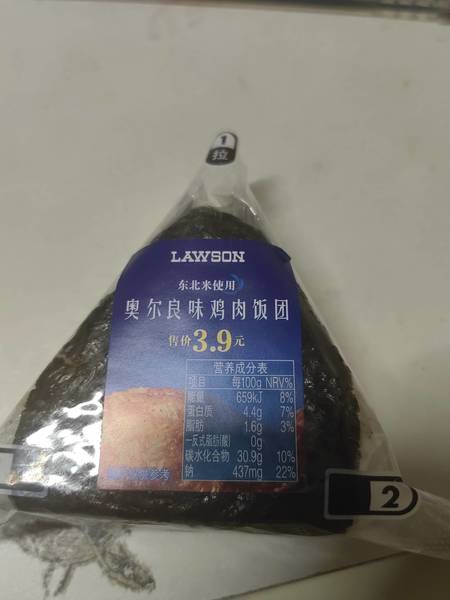 1
拉
LAWSON
东北米使用
奥尔良味鸡肉饭团
售价3.9元
营养成分表
项目 每100g NRV%
能量 659kJ 8%
蛋白质 4.4g 7%
脂肪 1.6g 3%
—反式脂肪(酸) 0g
碳水化合物 30.9g 10%
钠 437mg 22%
2